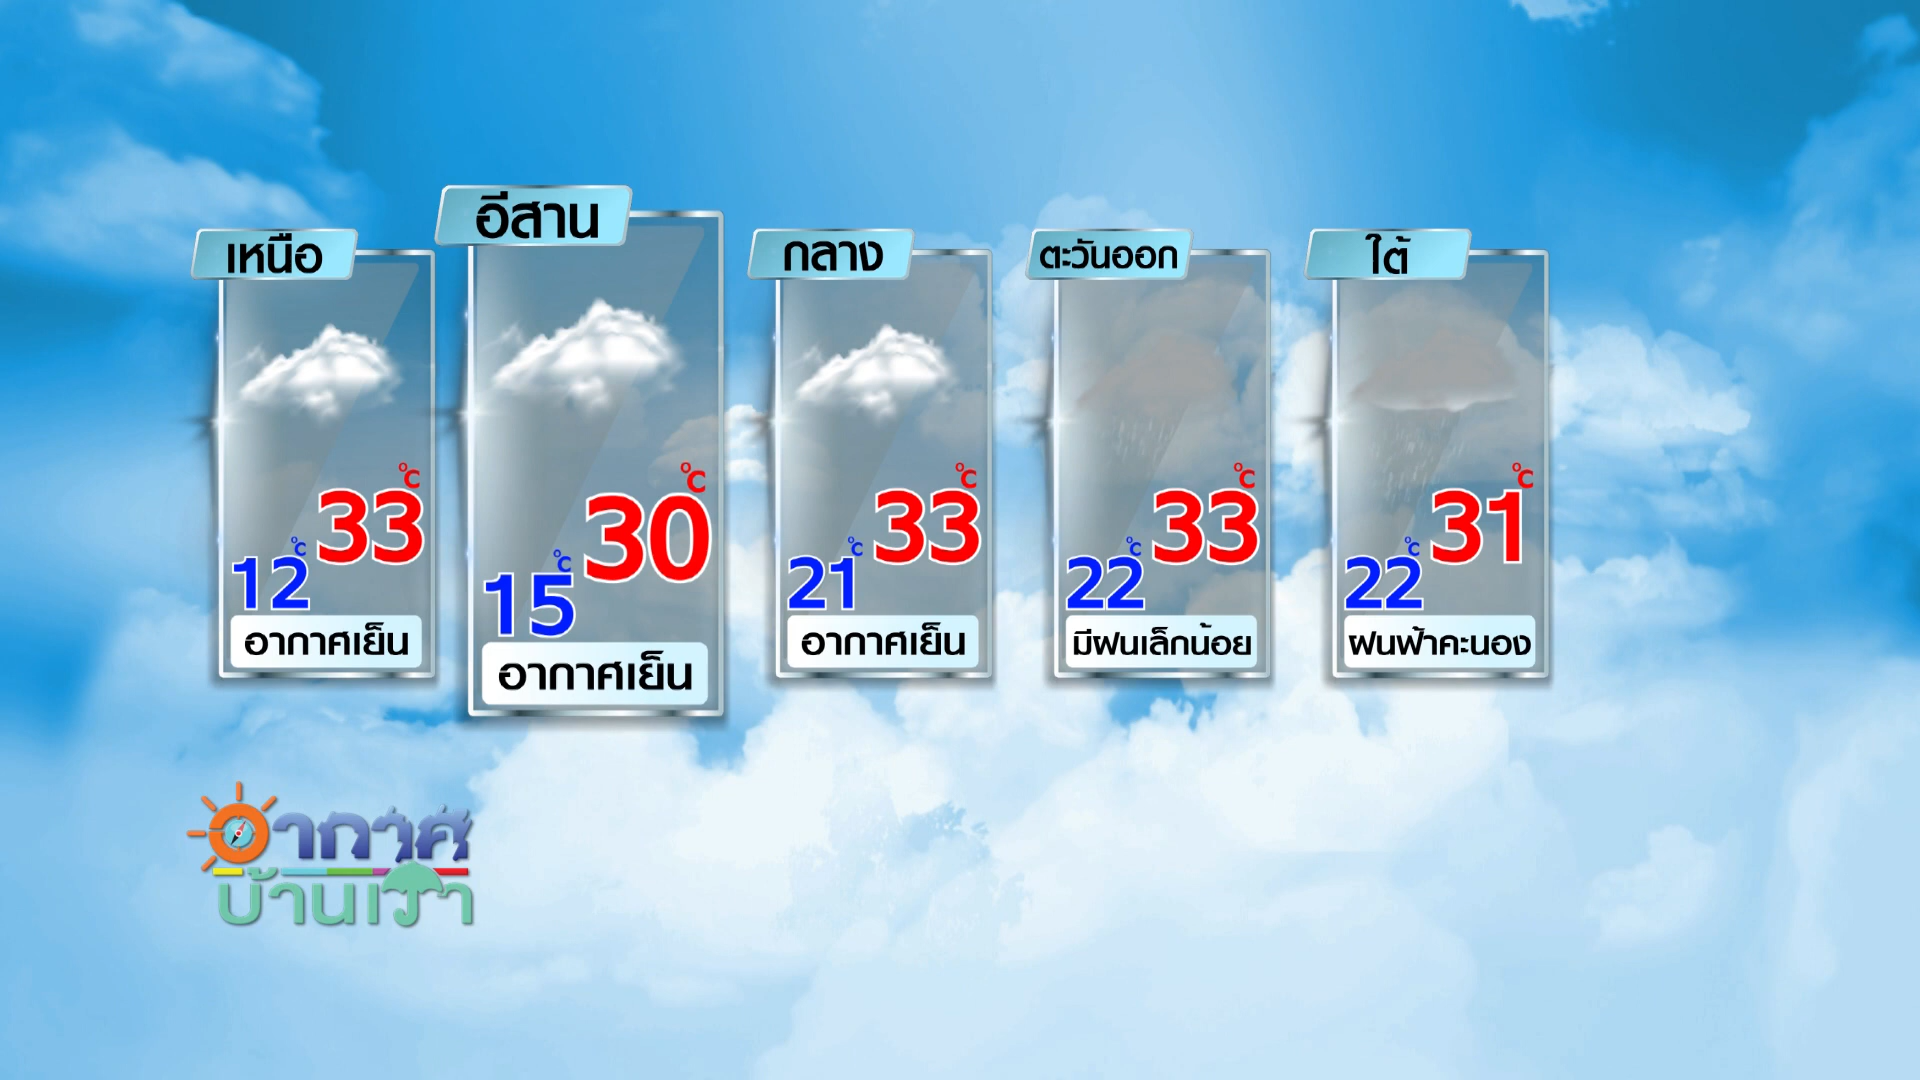 เหนือ
33°C
12°C
อากาศเย็น
อีสาน
30°C
15°C
อากาศเย็น
กลาง
33°C
21°C
อากาศเย็น
ตะวันออก
33°C
22°C
มีฝนเล็กน้อย
ใต้
31°C
22°C
ฝนฟ้าคะนอง
อากาศ
บ้านเรา